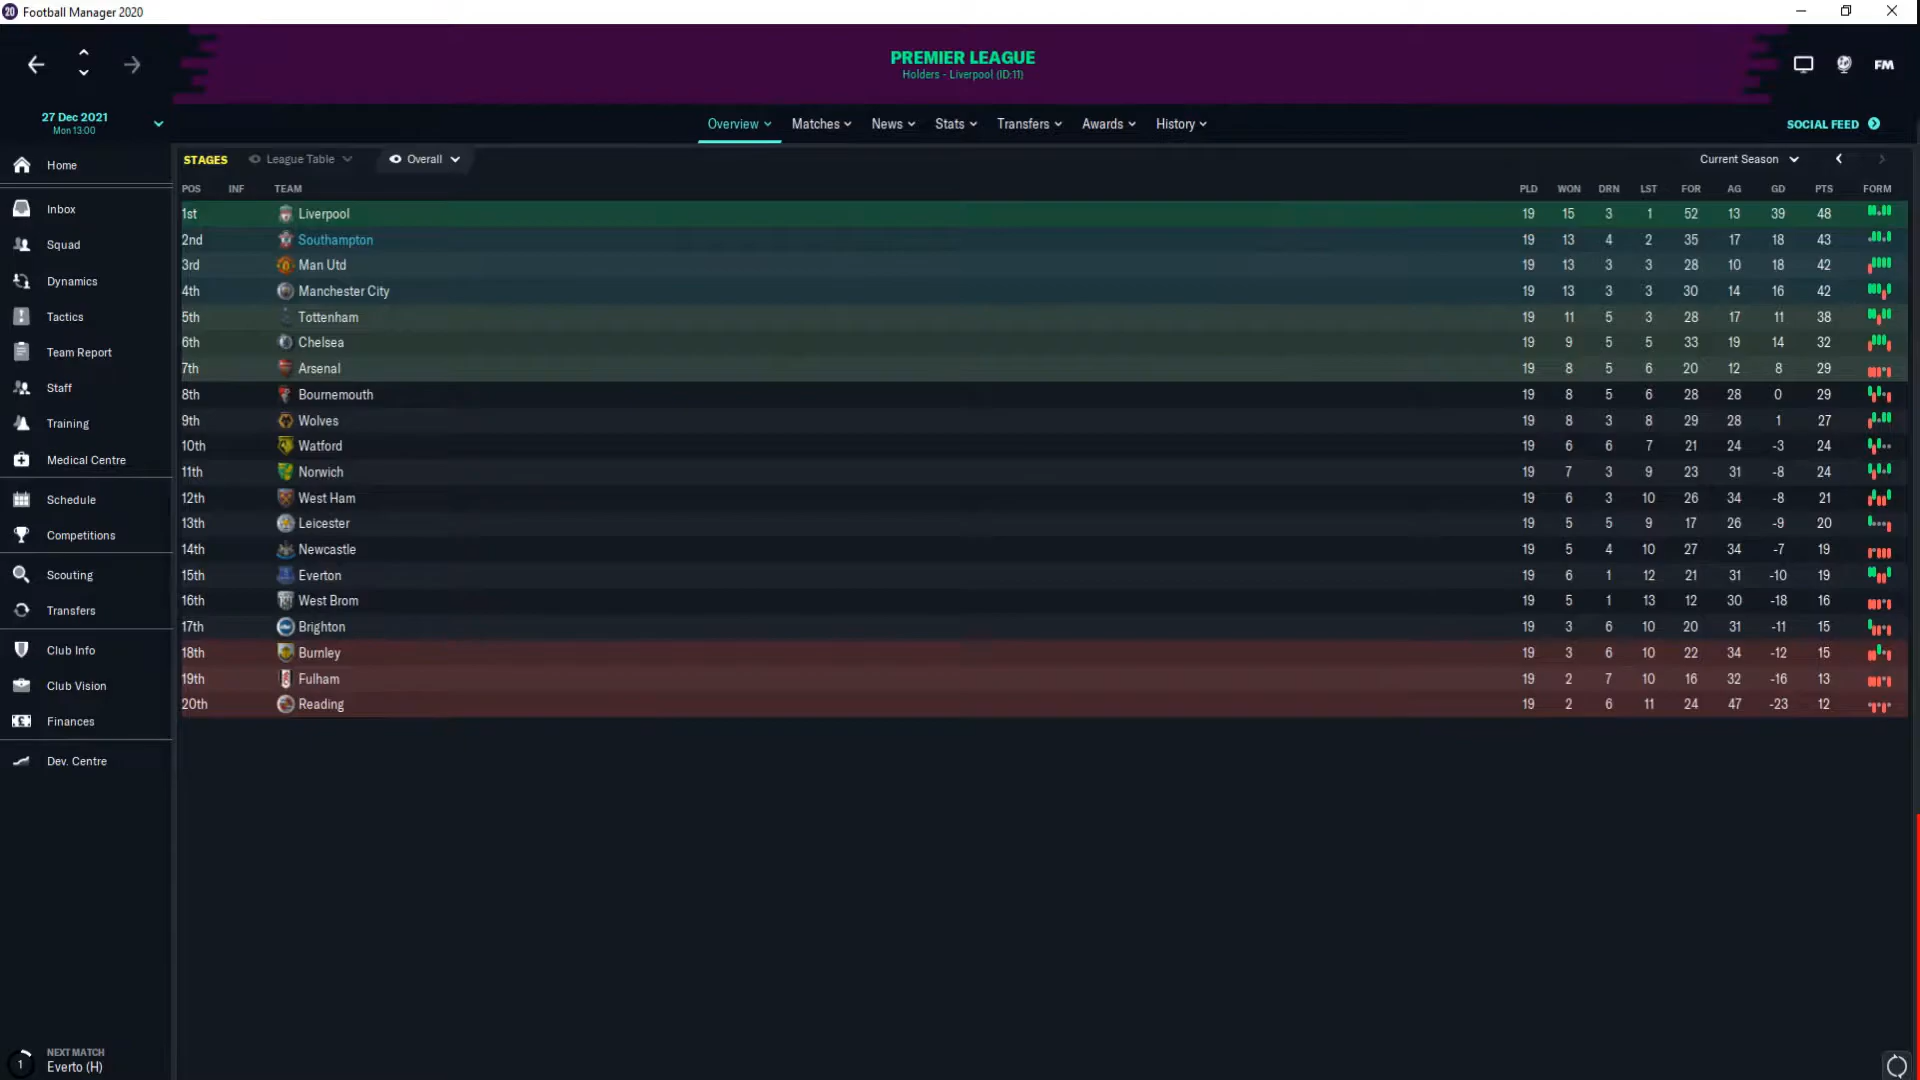 20 Football Manager 2020
PREMIER LEAGUE
Holders - Liverpool (ID:11)
FM
27 Dec 2021
Mon 13:00
Overview Matches News Stats Transfers Awards History
SOCIAL FEED
STAGES League Table Overall Current Season
POS INF TEAM PLD WON DRN LST FOR AG GD PTS FORM
1st Liverpool 19 15 3 1 52 13 39 48
2nd Southampton 19 13 4 2 35 17 18 43
3rd Man Utd 19 13 3 3 28 10 18 42
4th Manchester City 19 13 3 3 30 14 16 42
5th Tottenham 19 11 5 3 28 17 11 38
6th Chelsea 19 9 5 5 33 19 14 32
7th Arsenal 19 8 5 6 20 12 8 29
8th Bournemouth 19 8 5 6 28 28 0 29
9th Wolves 19 8 3 8 29 28 1 27
10th Watford 19 6 6 7 21 24 -3 24
11th Norwich 19 7 3 9 23 31 -8 24
12th West Ham 19 6 3 10 26 34 -8 21
13th Leicester 19 5 5 9 17 26 -9 20
14th Newcastle 19 5 4 10 27 34 -7 19
15th Everton 19 6 1 12 21 31 -10 19
16th West Brom 19 5 1 13 12 30 -18 16
17th Brighton 19 3 6 10 20 31 -11 15
18th Burnley 19 3 6 10 22 34 -12 15
19th Fulham 19 2 7 10 16 32 -16 13
20th Reading 19 2 6 11 24 47 -23 12
Home
Inbox
Squad
Dynamics
Tactics
Team Report
Staff
Training
Medical Centre
Schedule
Competitions
Scouting
Transfers
Club Info
Club Vision
Finances
Dev. Centre
1
NEXT MATCH
Everto (H)